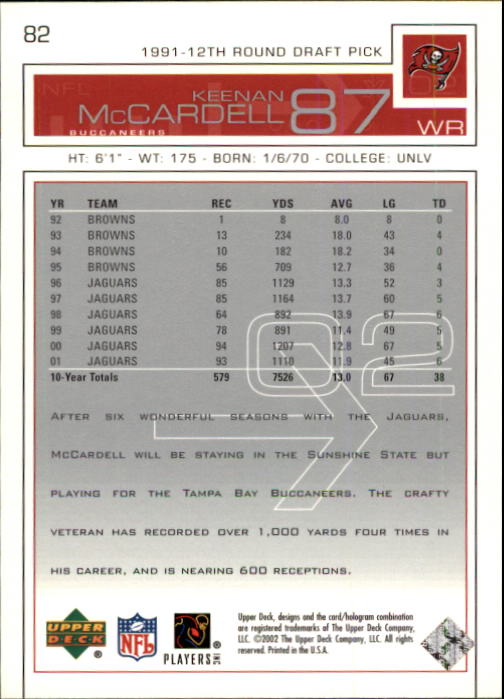 82
1991-12TH ROUND DRAFT PICK
NFL
KEENAN
MCCARDELL 87
BUCCANEERS
WR
HT: 6'1" - WT: 175 - BORN: 1/6/70 - COLLEGE: UNLV
YR TEAM REC YDS AVG LG TD
92 BROWNS 1 8 8.0 8 0
93 BROWNS 13 234 18.0 43 4
94 BROWNS 10 182 18.2 34 0
95 BROWNS 56 709 12.7 36 4
96 JAGUARS 85 1129 13.3 52 3
97 JAGUARS 85 1164 13.7 60 5
98 JAGUARS 64 892 13.9 67 6
99 JAGUARS 78 891 11.4 49 5
00 JAGUARS 94 1207 12.8 67 5
01 JAGUARS 93 1110 11.9 45 6
10-Year Totals 579 7526 13.0 67 38
02
AFTER SIX WONDERFUL SEASONS WITH THE JAGUARS,
MCCARDELL WILL BE STAYING IN THE SUNSHINE STATE BUT
PLAYING FOR THE TAMPA BAY BUCCANEERS. THE CRAFTY
VETERAN HAS RECORDED OVER 1,000 YARDS FOUR TIMES IN
HIS CAREER, AND IS NEARING 600 RECEPTIONS.
UPPER DECK ®
NFL
PLAYERS INC ®
Upper Deck, designs and the card/hologram combination
are registered trademarks of The Upper Deck Company,
LLC. ©2002 The Upper Deck Company, LLC. All rights
reserved. Printed in the U.S.A.